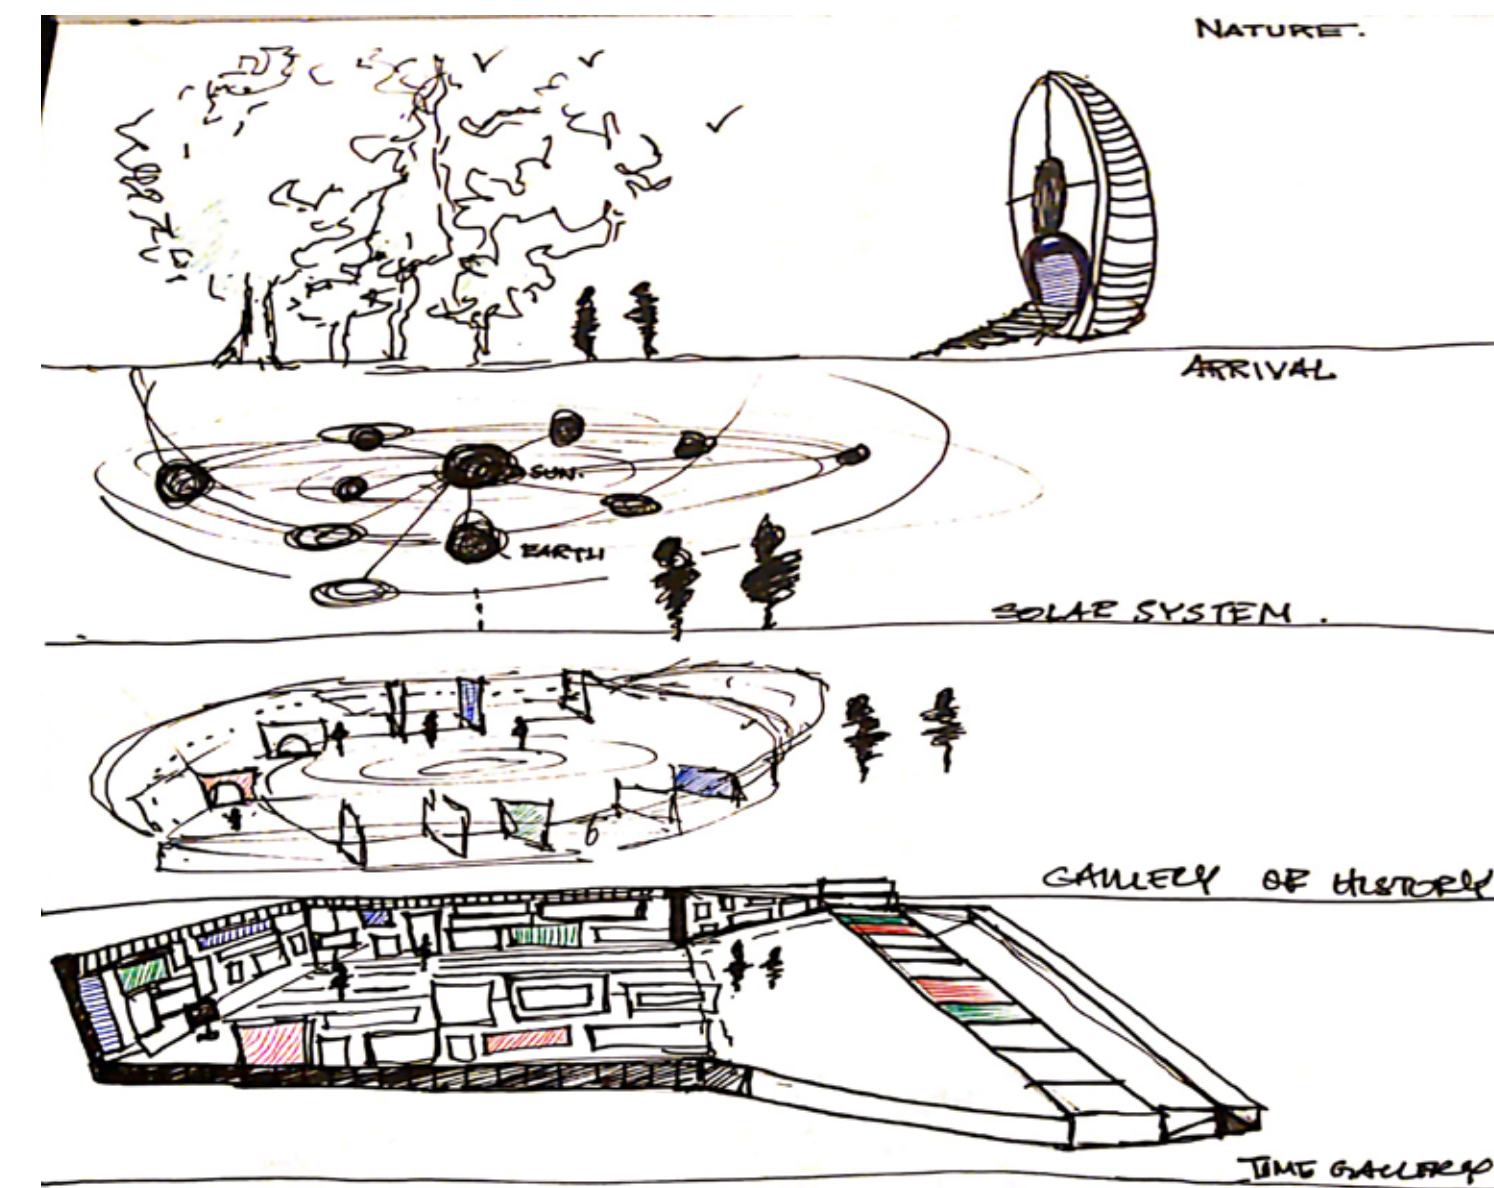 NATURE.
ARRIVAL
SUN.
EARTH
SOLAR SYSTEM.
GALLERY OF HISTORY
TIME GALLERY